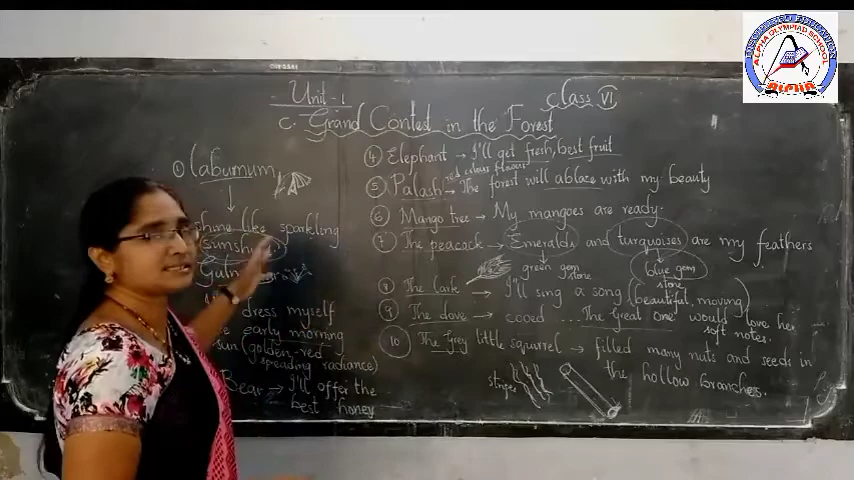 ALPHA OLYMPIAD SCHOOL
ALPHA
Unit-1
class VI
C. Grand Contest in the Forest
① Laburnum
shine like sparkling
(sunshine
dress myself
early morning
sun (golden-red
spreading radiance)
Bear → I'll offer the
best honey
④ Elephant → I'll get fresh, best fruit
red colour flower
⑤ Palash → The forest will ablaze with my beauty
⑥ Mango tree → My mangoes are ready.
⑦ The peacock → Emeralds and turquoises are my feathers
green gem stone
blue gem stone
⑧ The lark → I'll sing a song (beautiful, moving)
⑨ The dove → cooed ... The Great one would love her
soft notes.
⑩ The Grey little squirrel → filled many nuts and seeds in
the hollow branches.
stripes